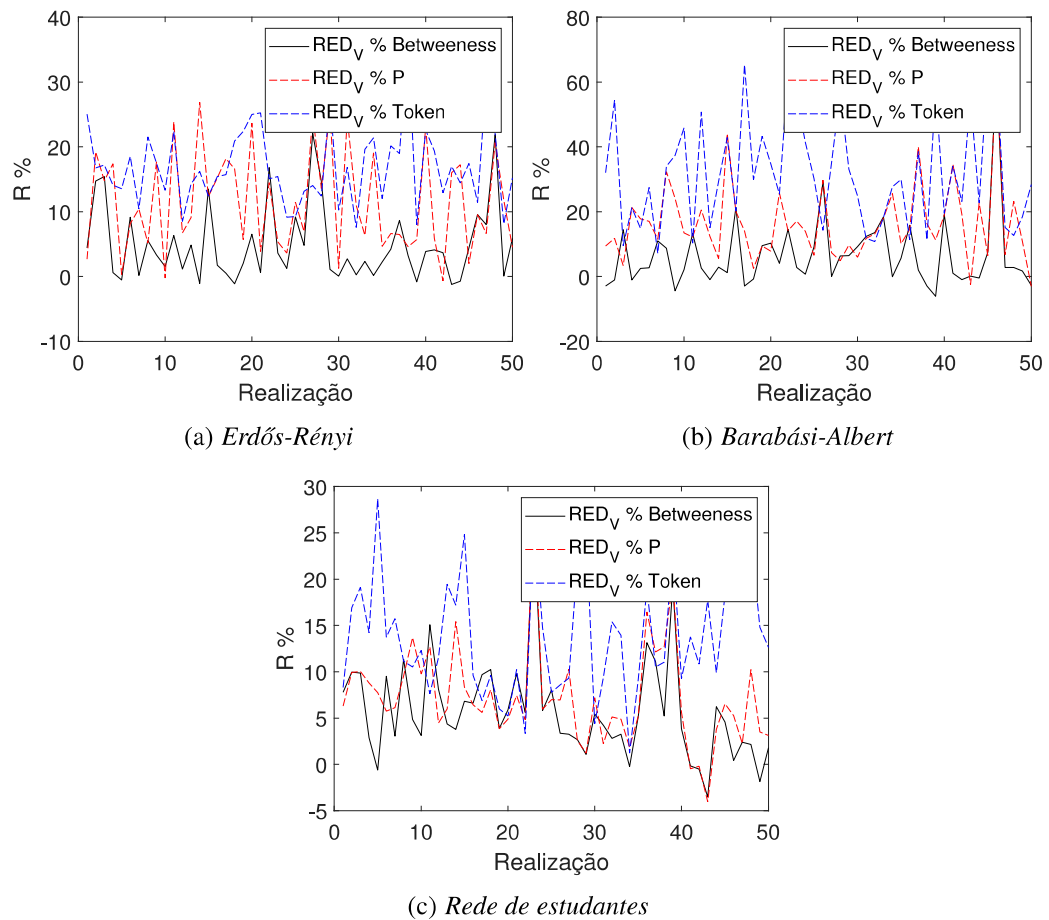 40
30
20
10
0
-10
R %
0
10
20
30
40
50
Realização
RED_V % Betweeness
RED_V % P
RED_V % Token
(a) Erdős-Rényi
80
60
40
20
0
-20
R %
0
10
20
30
40
50
Realização
RED_V % Betweeness
RED_V % P
RED_V % Token
(b) Barabási-Albert
30
25
20
15
10
5
0
-5
R %
0
10
20
30
40
50
Realização
RED_V % Betweeness
RED_V % P
RED_V % Token
(c) Rede de estudantes